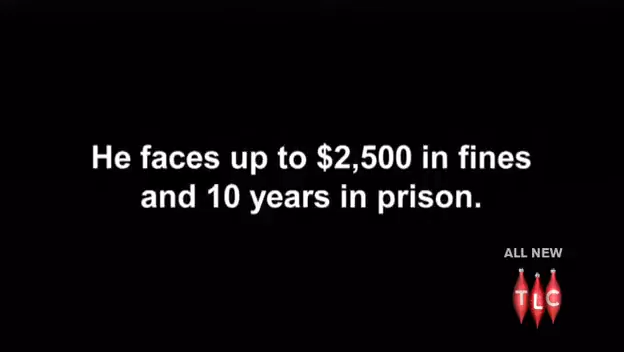 He faces up to $2,500 in fines
and 10 years in prison.
ALL NEW
TLC